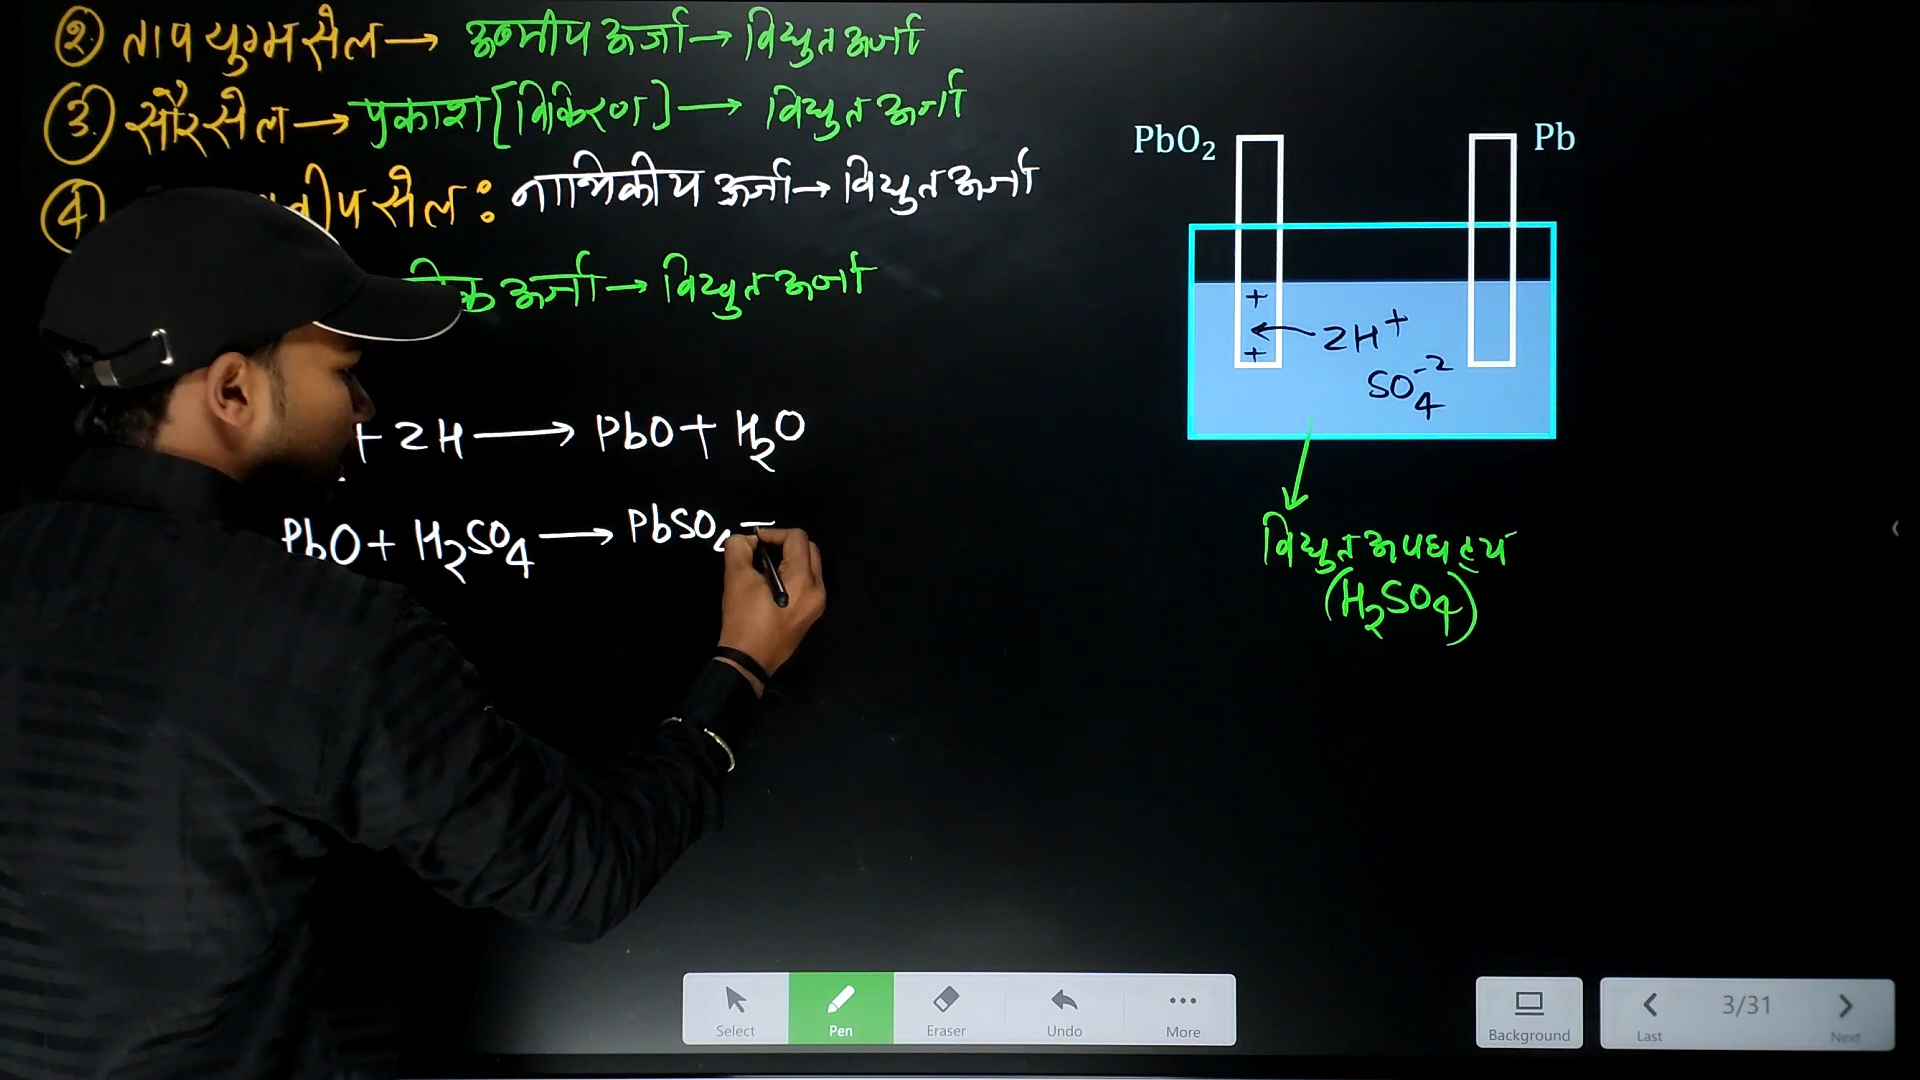 ② ताप युग्म सेल → ऊष्मीय ऊर्जा → विद्युत ऊर्जा
③ सौर सेल → प्रकाश [विकिरण] → विद्युत ऊर्जा
④ सेल : नाभिकीय ऊर्जा → विद्युत ऊर्जा
ऊर्जा → विद्युत ऊर्जा
+ 2H → PbO + H₂O
PbO + H₂SO₄ → PbSO₄
PbO₂
Pb
+
← 2H⁺
+
SO₄⁻²
विद्युत अपघट्य
(H₂SO₄)
Select
Pen
Eraser
Undo
More
Background
Last
3/31
Next